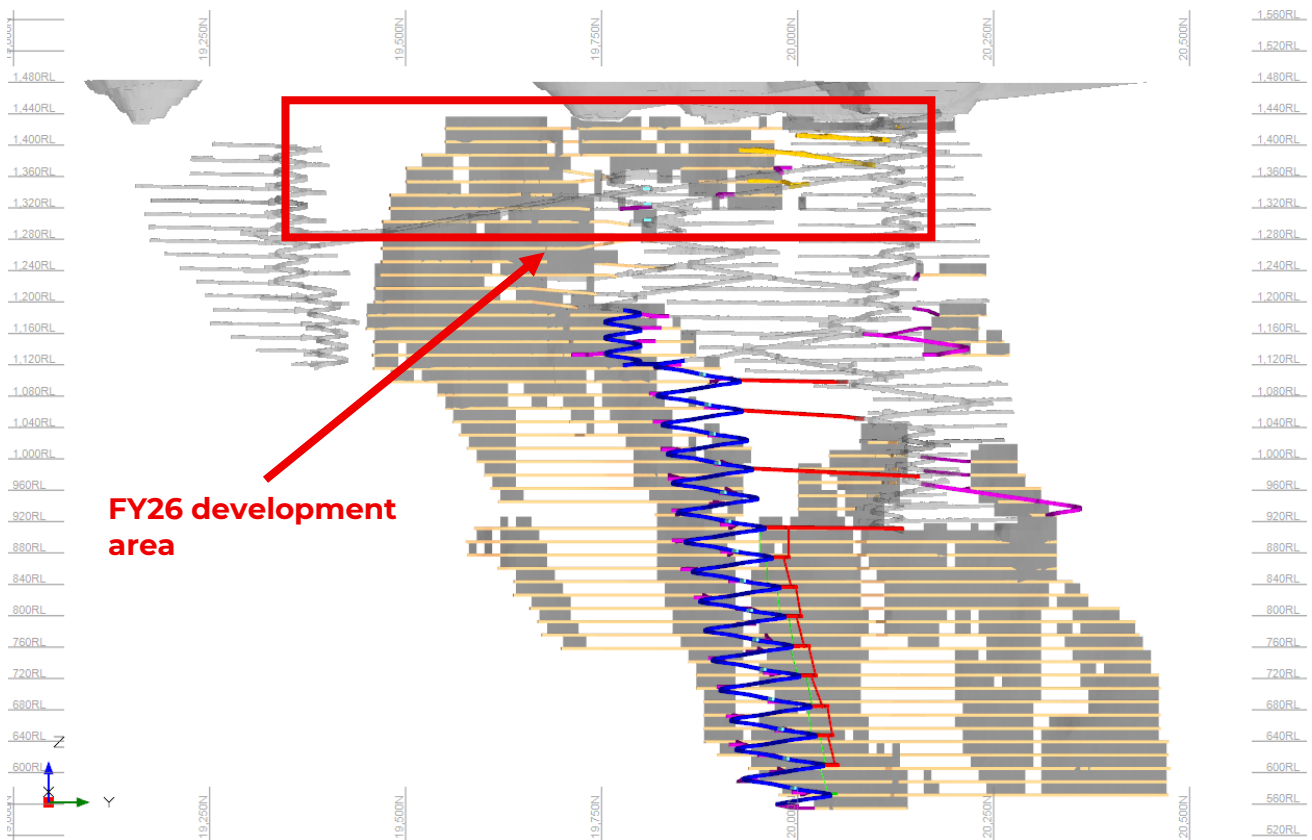 19,250N
19,500N
19,750N
20,000N
20,250N
20,500N
1,560RL
1,520RL
1,480RL 1,480RL
1,440RL 1,440RL
1,400RL 1,400RL
1,360RL 1,360RL
1,320RL 1,320RL
1,280RL 1,280RL
1,240RL 1,240RL
1,200RL 1,200RL
1,160RL 1,160RL
1,120RL 1,120RL
1,080RL 1,080RL
1,040RL 1,040RL
1,000RL 1,000RL
960RL 960RL
FY26 development
area
920RL 920RL
880RL 880RL
840RL 840RL
800RL 800RL
760RL 760RL
720RL 720RL
680RL 680RL
640RL 640RL
Z
600RL 600RL
X
Y
560RL
520RL
19,250N
19,500N
19,750N
20,000N
20,250N
20,500N